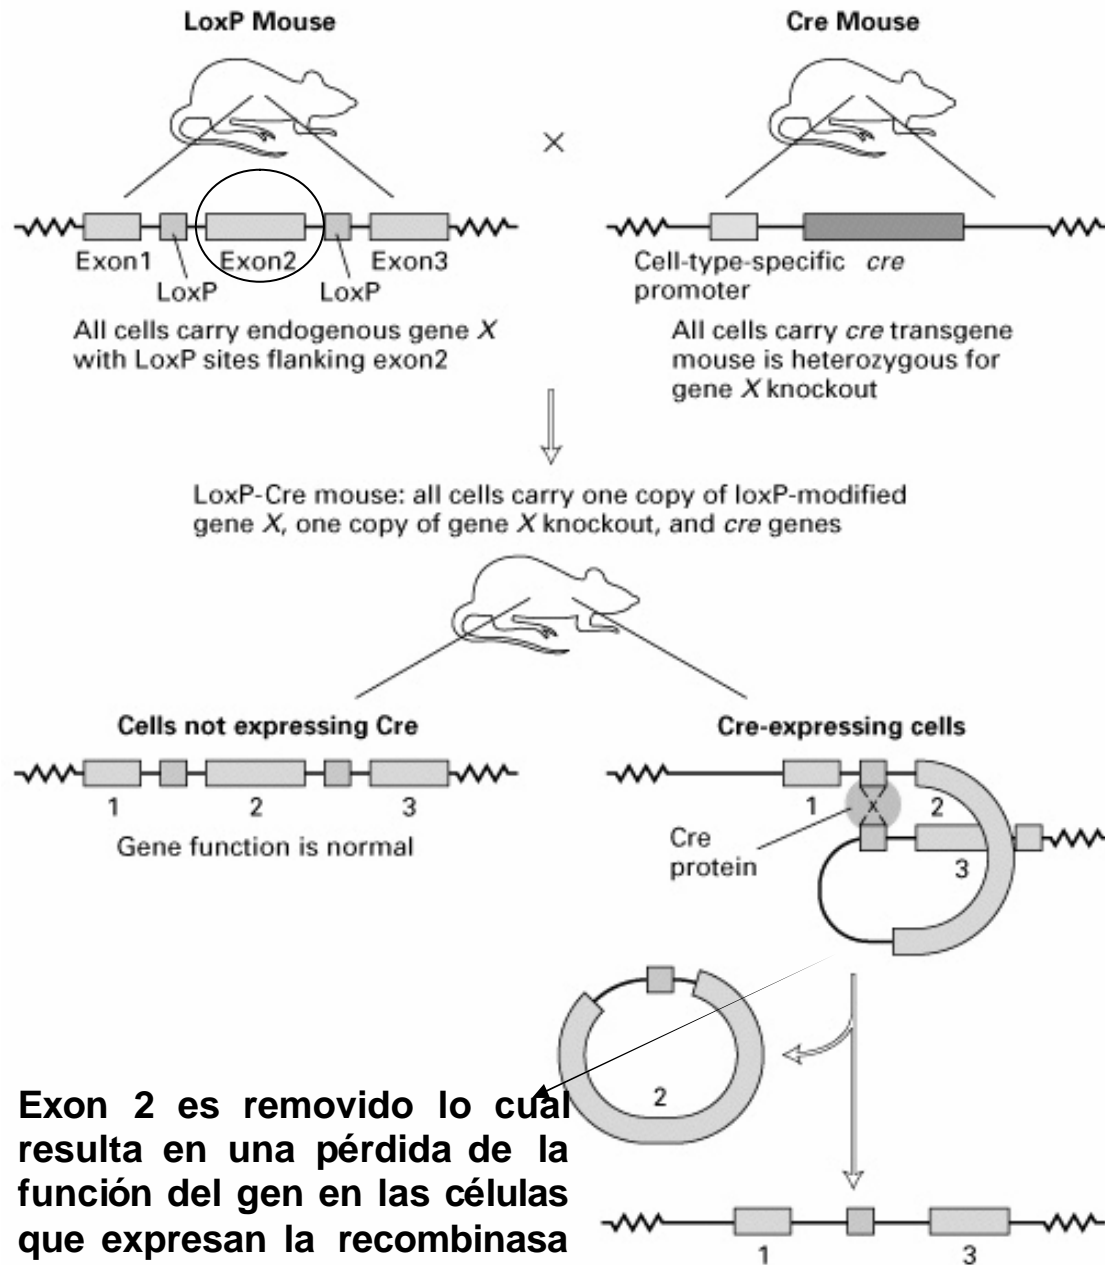 LoxP Mouse
Cre Mouse
×
Exon1
Exon2
Exon3
LoxP
LoxP
Cell-type-specific cre
promoter
All cells carry endogenous gene X
with LoxP sites flanking exon2
All cells carry cre transgene
mouse is heterozygous for
gene X knockout
LoxP-Cre mouse: all cells carry one copy of loxP-modified
gene X, one copy of gene X knockout, and cre genes
Cells not expressing Cre
1
2
3
Gene function is normal
Cre-expressing cells
1
2
X
Cre
protein
3
2
Exon 2 es removido lo cual
resulta en una pérdida de la
función del gen en las células
que expresan la recombinasa
1
3